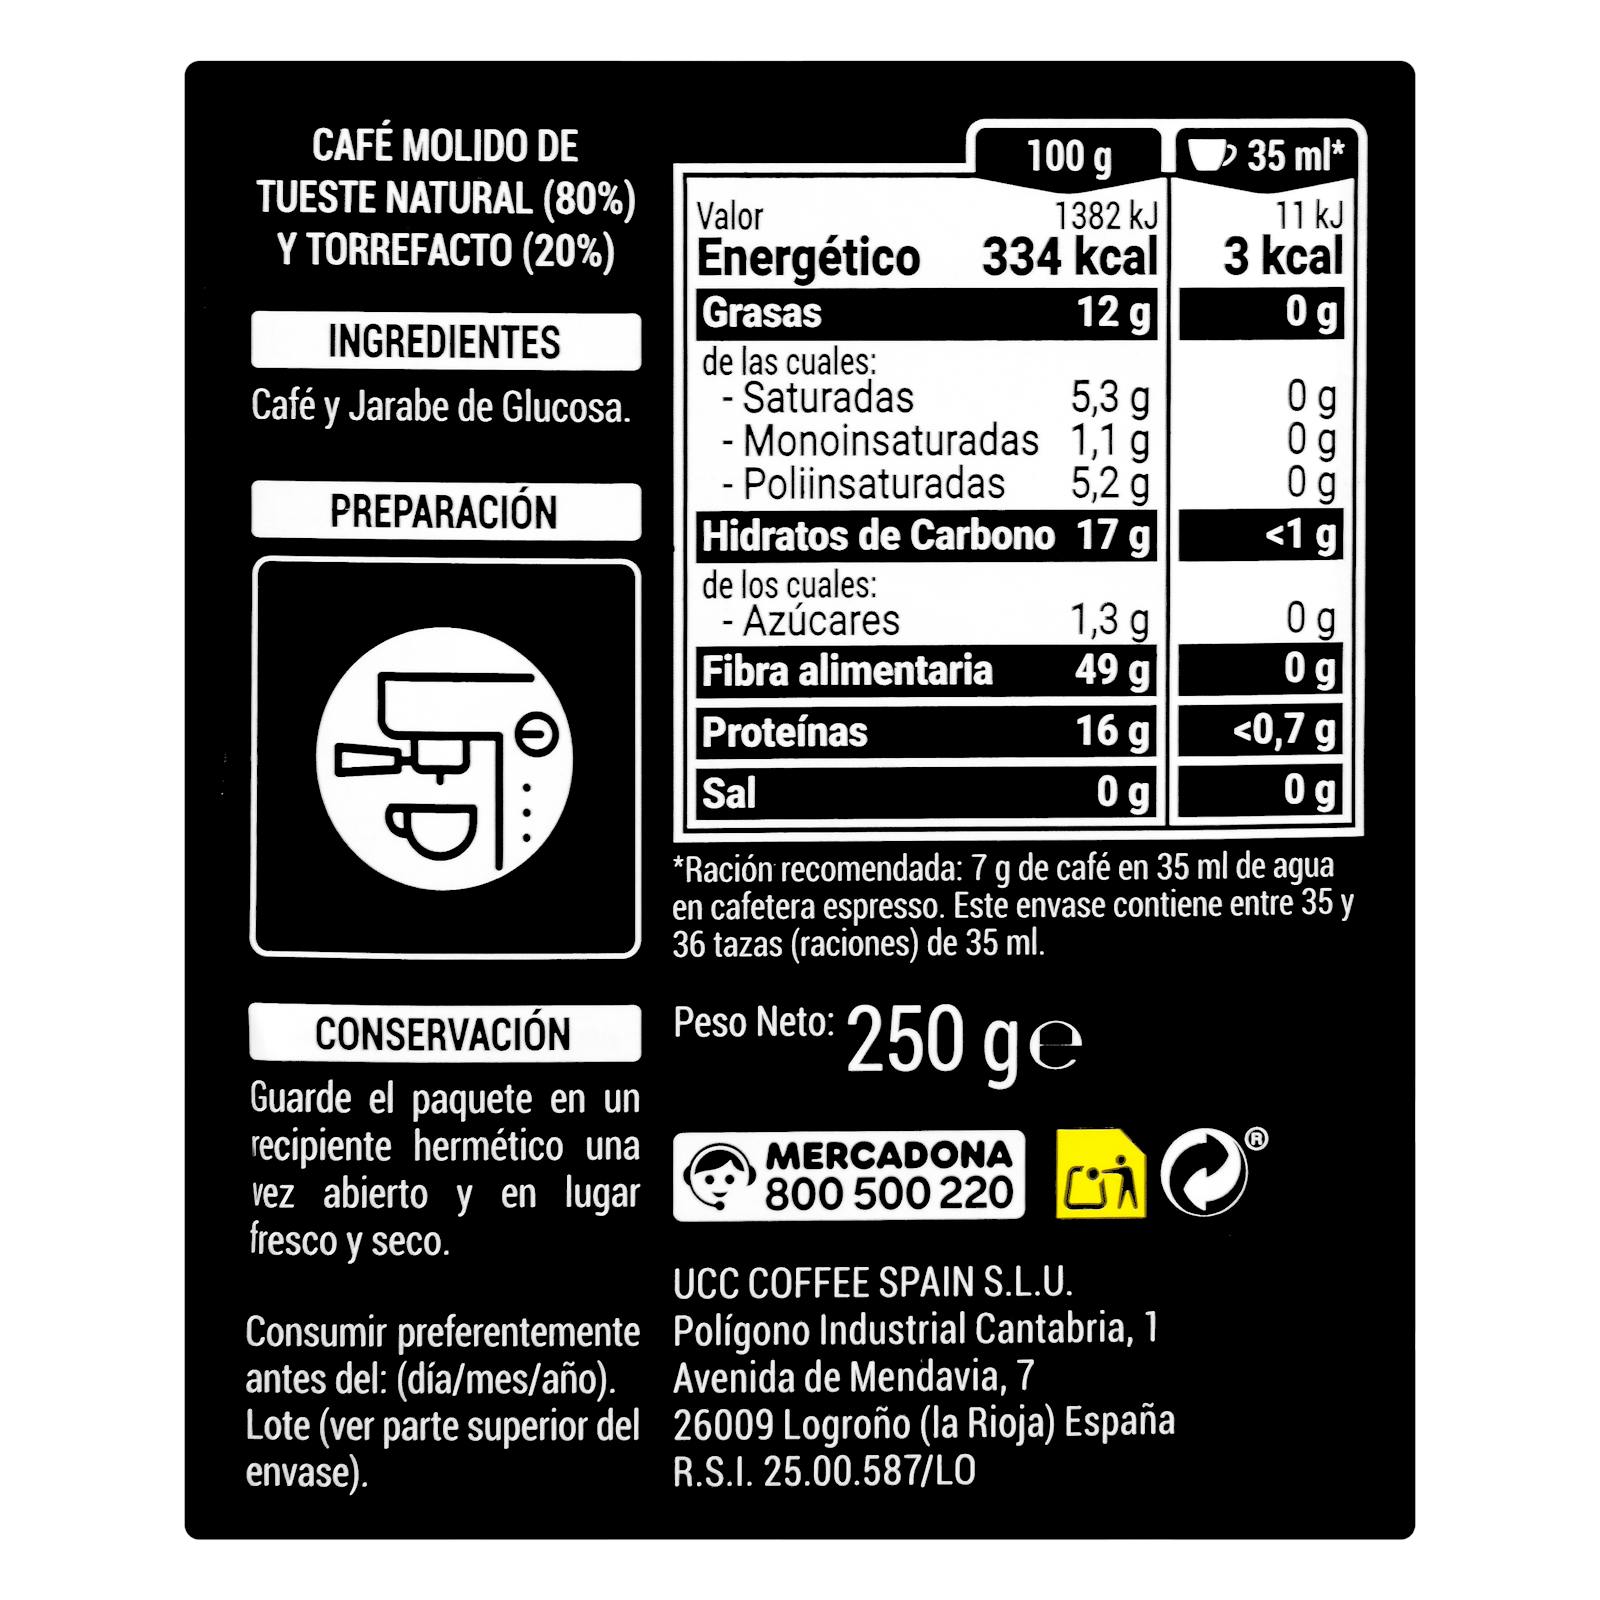 CAFÉ MOLIDO DE
TUESTE NATURAL (80%)
Y TORREFACTO (20%)
INGREDIENTES
Café y Jarabe de Glucosa.
PREPARACIÓN
CONSERVACIÓN
Guarde el paquete en un
recipiente hermético una
vez abierto y en lugar
fresco y seco.
Consumir preferentemente
antes del: (día/mes/año).
Lote (ver parte superior del
envase).
100 g 35 ml*
Valor 1382 kJ 11 kJ
Energético 334 kcal 3 kcal
Grasas 12 g 0 g
de las cuales:
- Saturadas 5,3 g 0 g
- Monoinsaturadas 1,1 g 0 g
- Poliinsaturadas 5,2 g 0 g
Hidratos de Carbono 17 g <1 g
de los cuales:
- Azúcares 1,3 g 0 g
Fibra alimentaria 49 g 0 g
Proteínas 16 g <0,7 g
Sal 0 g 0 g
*Ración recomendada: 7 g de café en 35 ml de agua
en cafetera espresso. Este envase contiene entre 35 y
36 tazas (raciones) de 35 ml.
Peso Neto: 250 g e
MERCADONA
800 500 220
®
UCC COFFEE SPAIN S.L.U.
Polígono Industrial Cantabria, 1
Avenida de Mendavia, 7
26009 Logroño (la Rioja) España
R.S.I. 25.00.587/LO